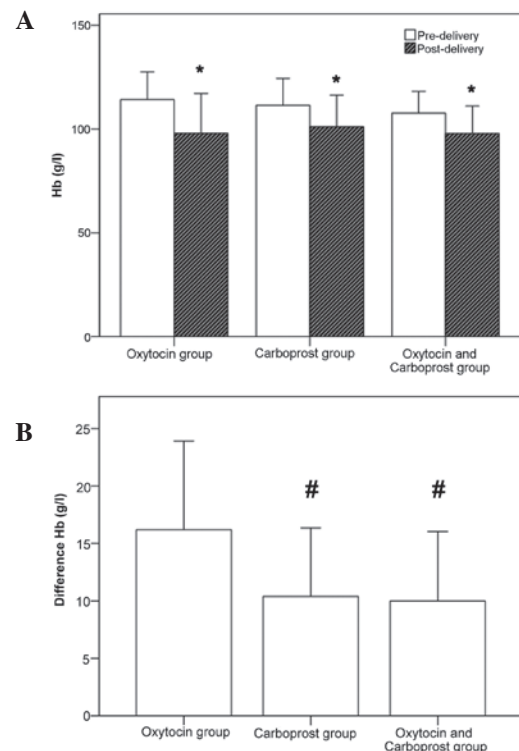 A
150
Pre-delivery
Post-delivery
* * *
100
Hb (g/l)
50
0
Oxytocin group Carboprost group Oxytocin and
Carboprost group
B
25
# #
20
15
Difference Hb (g/l)
10
5
0
Oxytocin group Carboprost group Oxytocin and
Carboprost group